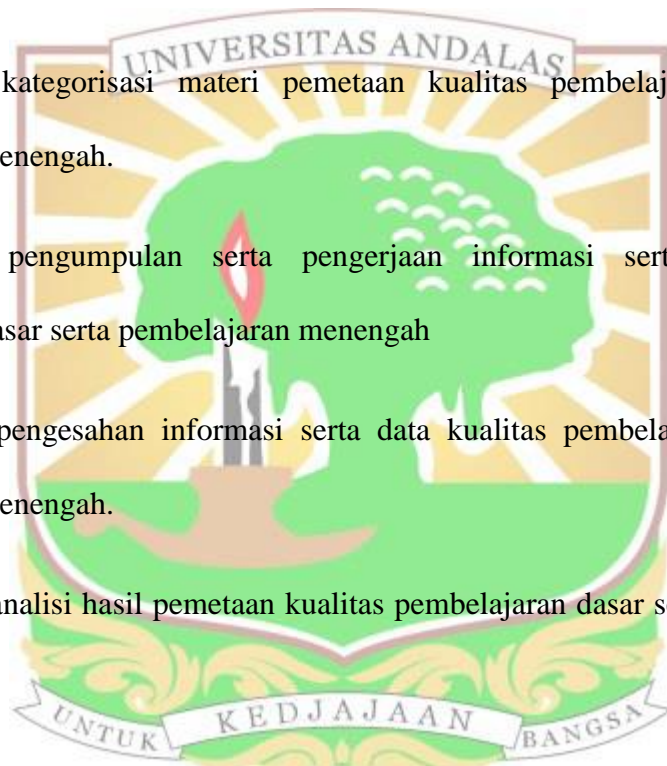 UNIVERSITAS ANDALAS
kategorisasi materi pemetaan kualitas pembelaj
enengah.
pengumpulan serta pengerjaan informasi sert
asar serta pembelajaran menengah
pengesahan informasi serta data kualitas pembela
enengah.
analisi hasil pemetaan kualitas pembelajaran dasar s
UNTUK KEDJAJAAN BANGSA